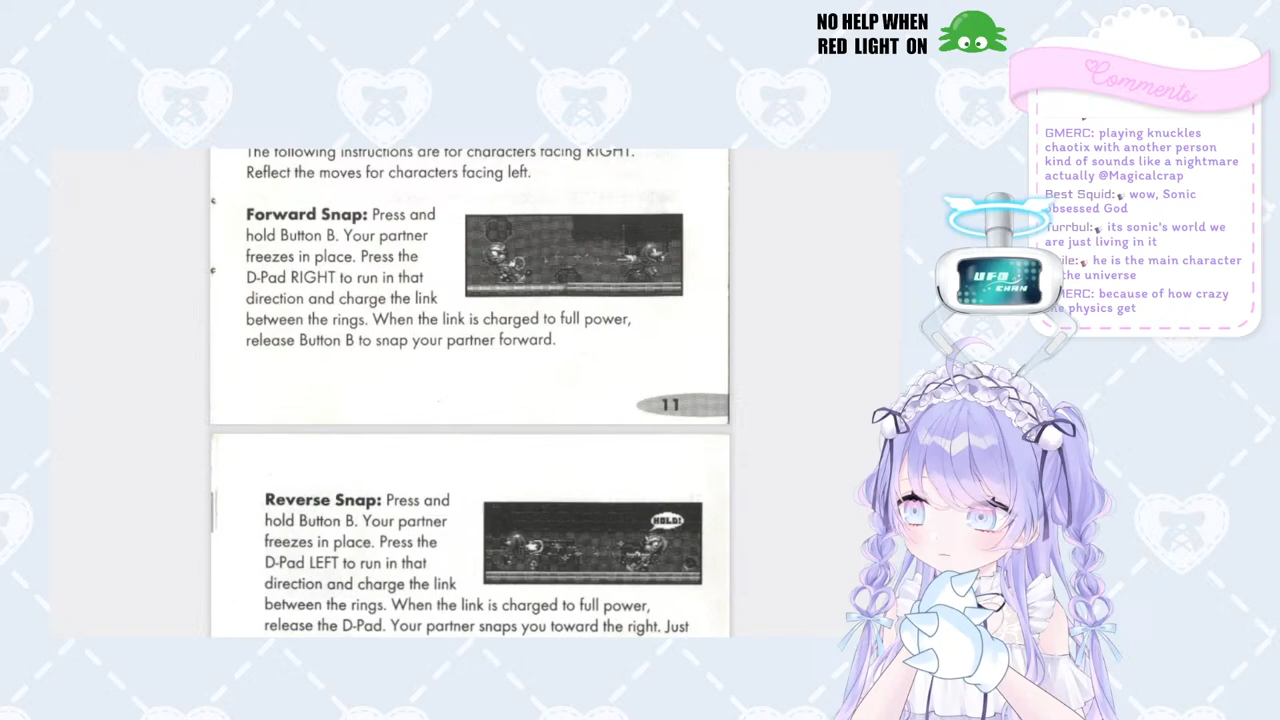 NO HELP WHEN
RED LIGHT ON
Comments
GMERC: playing knuckles
chaotix with another person
kind of sounds like a nightmare
actually @Magicalcrap
Best Squid: wow, Sonic
obsessed God
Turrbul: its sonic's world we
are just living in it
he is the main character
the universe
GMERC: because of how crazy
the physics get
UFO
CHAN
The following instructions are for characters facing RIGHT.
Reflect the moves for characters facing left.
Forward Snap: Press and
hold Button B. Your partner
freezes in place. Press the
D-Pad RIGHT to run in that
direction and charge the link
between the rings. When the link is charged to full power,
release Button B to snap your partner forward.
11
Reverse Snap: Press and
hold Button B. Your partner
freezes in place. Press the
D-Pad LEFT to run in that
direction and charge the link
between the rings. When the link is charged to full power,
release the D-Pad. Your partner snaps you toward the right. Just
HOLD!